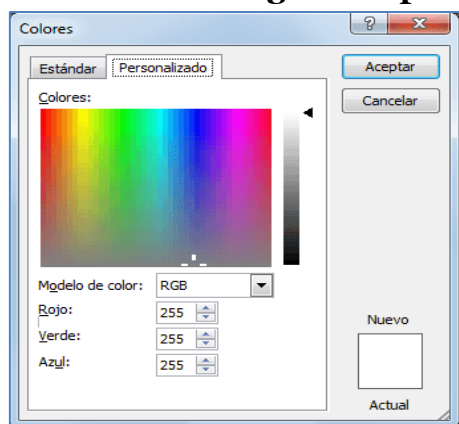 Colores
Estándar
Personalizado
Aceptar
Cancelar
Colores:
Modelo de color: RGB
Rojo: 255
Verde: 255
Azul: 255
Nuevo
Actual